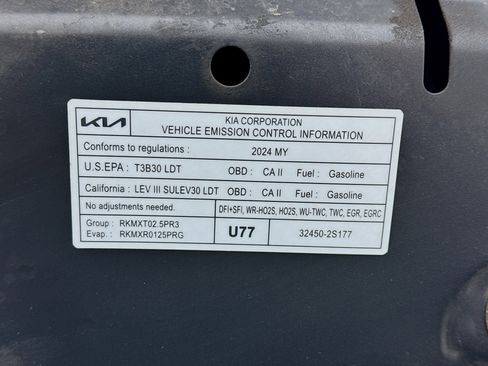 KIA KIA CORPORATION
VEHICLE EMISSION CONTROL INFORMATION
Conforms to regulations: 2024 MY
U.S.EPA : T3B30 LDT OBD : CA II Fuel : Gasoline
California : LEV III SULEV30 LDT OBD : CA II Fuel : Gasoline
No adjustments needed. DFI+SFI, WR-HO2S, HO2S, WU-TWC, TWC, EGR, EGRC
Group : RKMXT02.5PR3
Evap. : RKMXR0125PRG
U77 32450-2S177